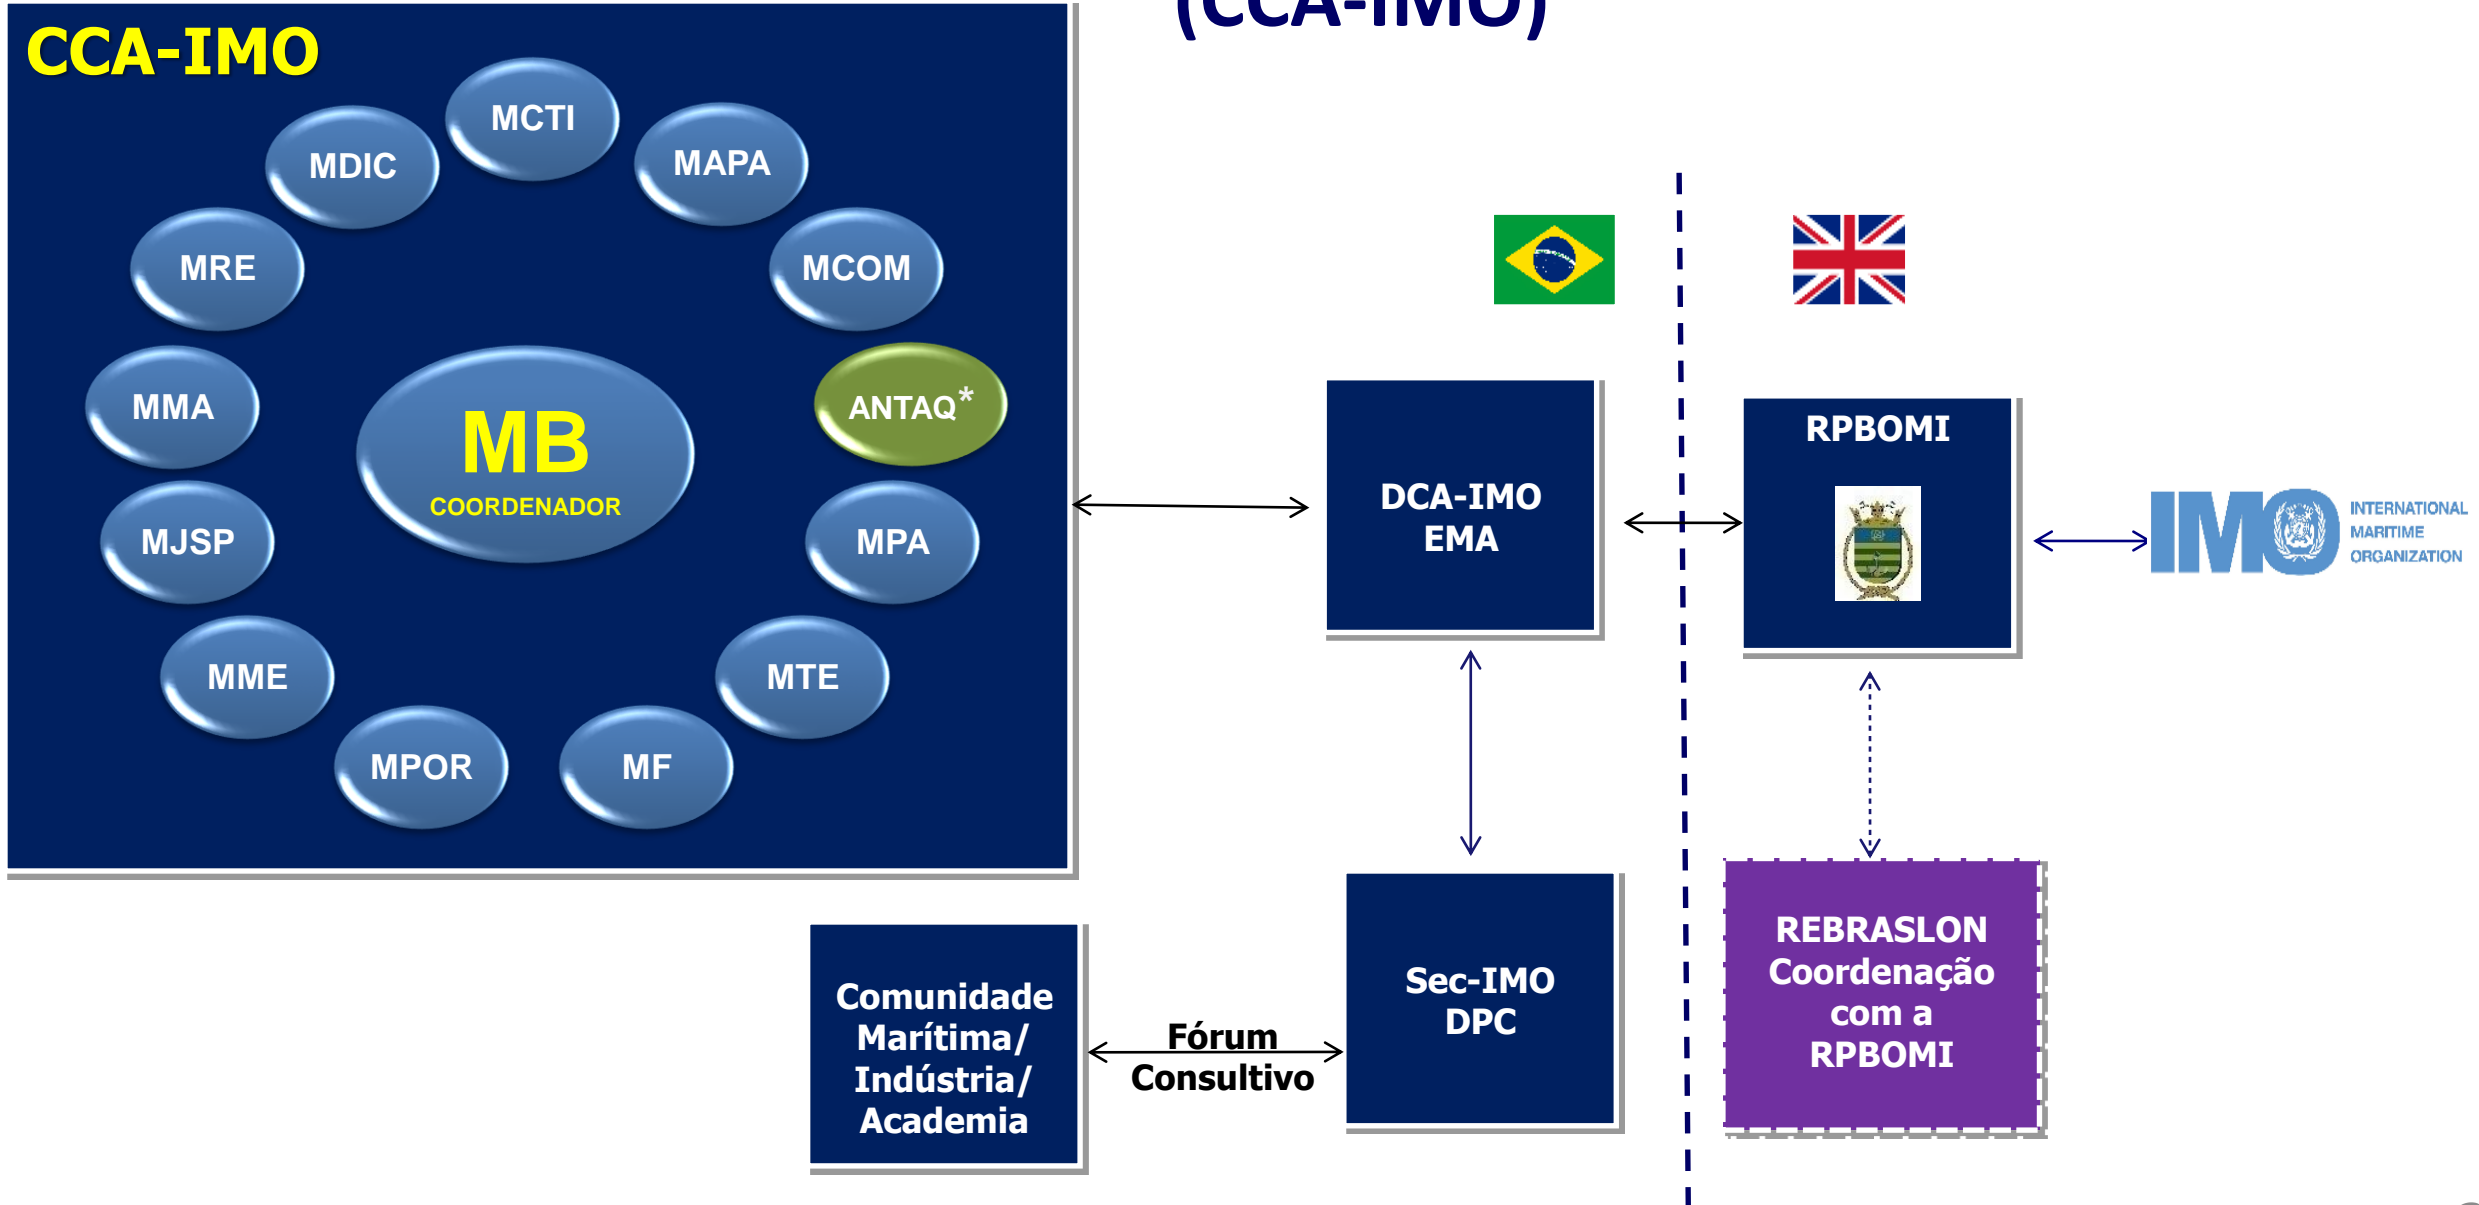 (CCA-IMO)
CCA-IMO
MCTI
MDIC
MAPA
MRE
MCOM
MMA
ANTAQ*
MB
COORDENADOR
MJSP
MPA
MME
MTE
MPOR
MF
DCA-IMO
EMA
RPBOMI
IMO
INTERNATIONAL
MARITIME
ORGANIZATION
Comunidade
Marítima/
Indústria/
Academia
Fórum
Consultivo
Sec-IMO
DPC
REBRASLON
Coordenação
com a
RPBOMI